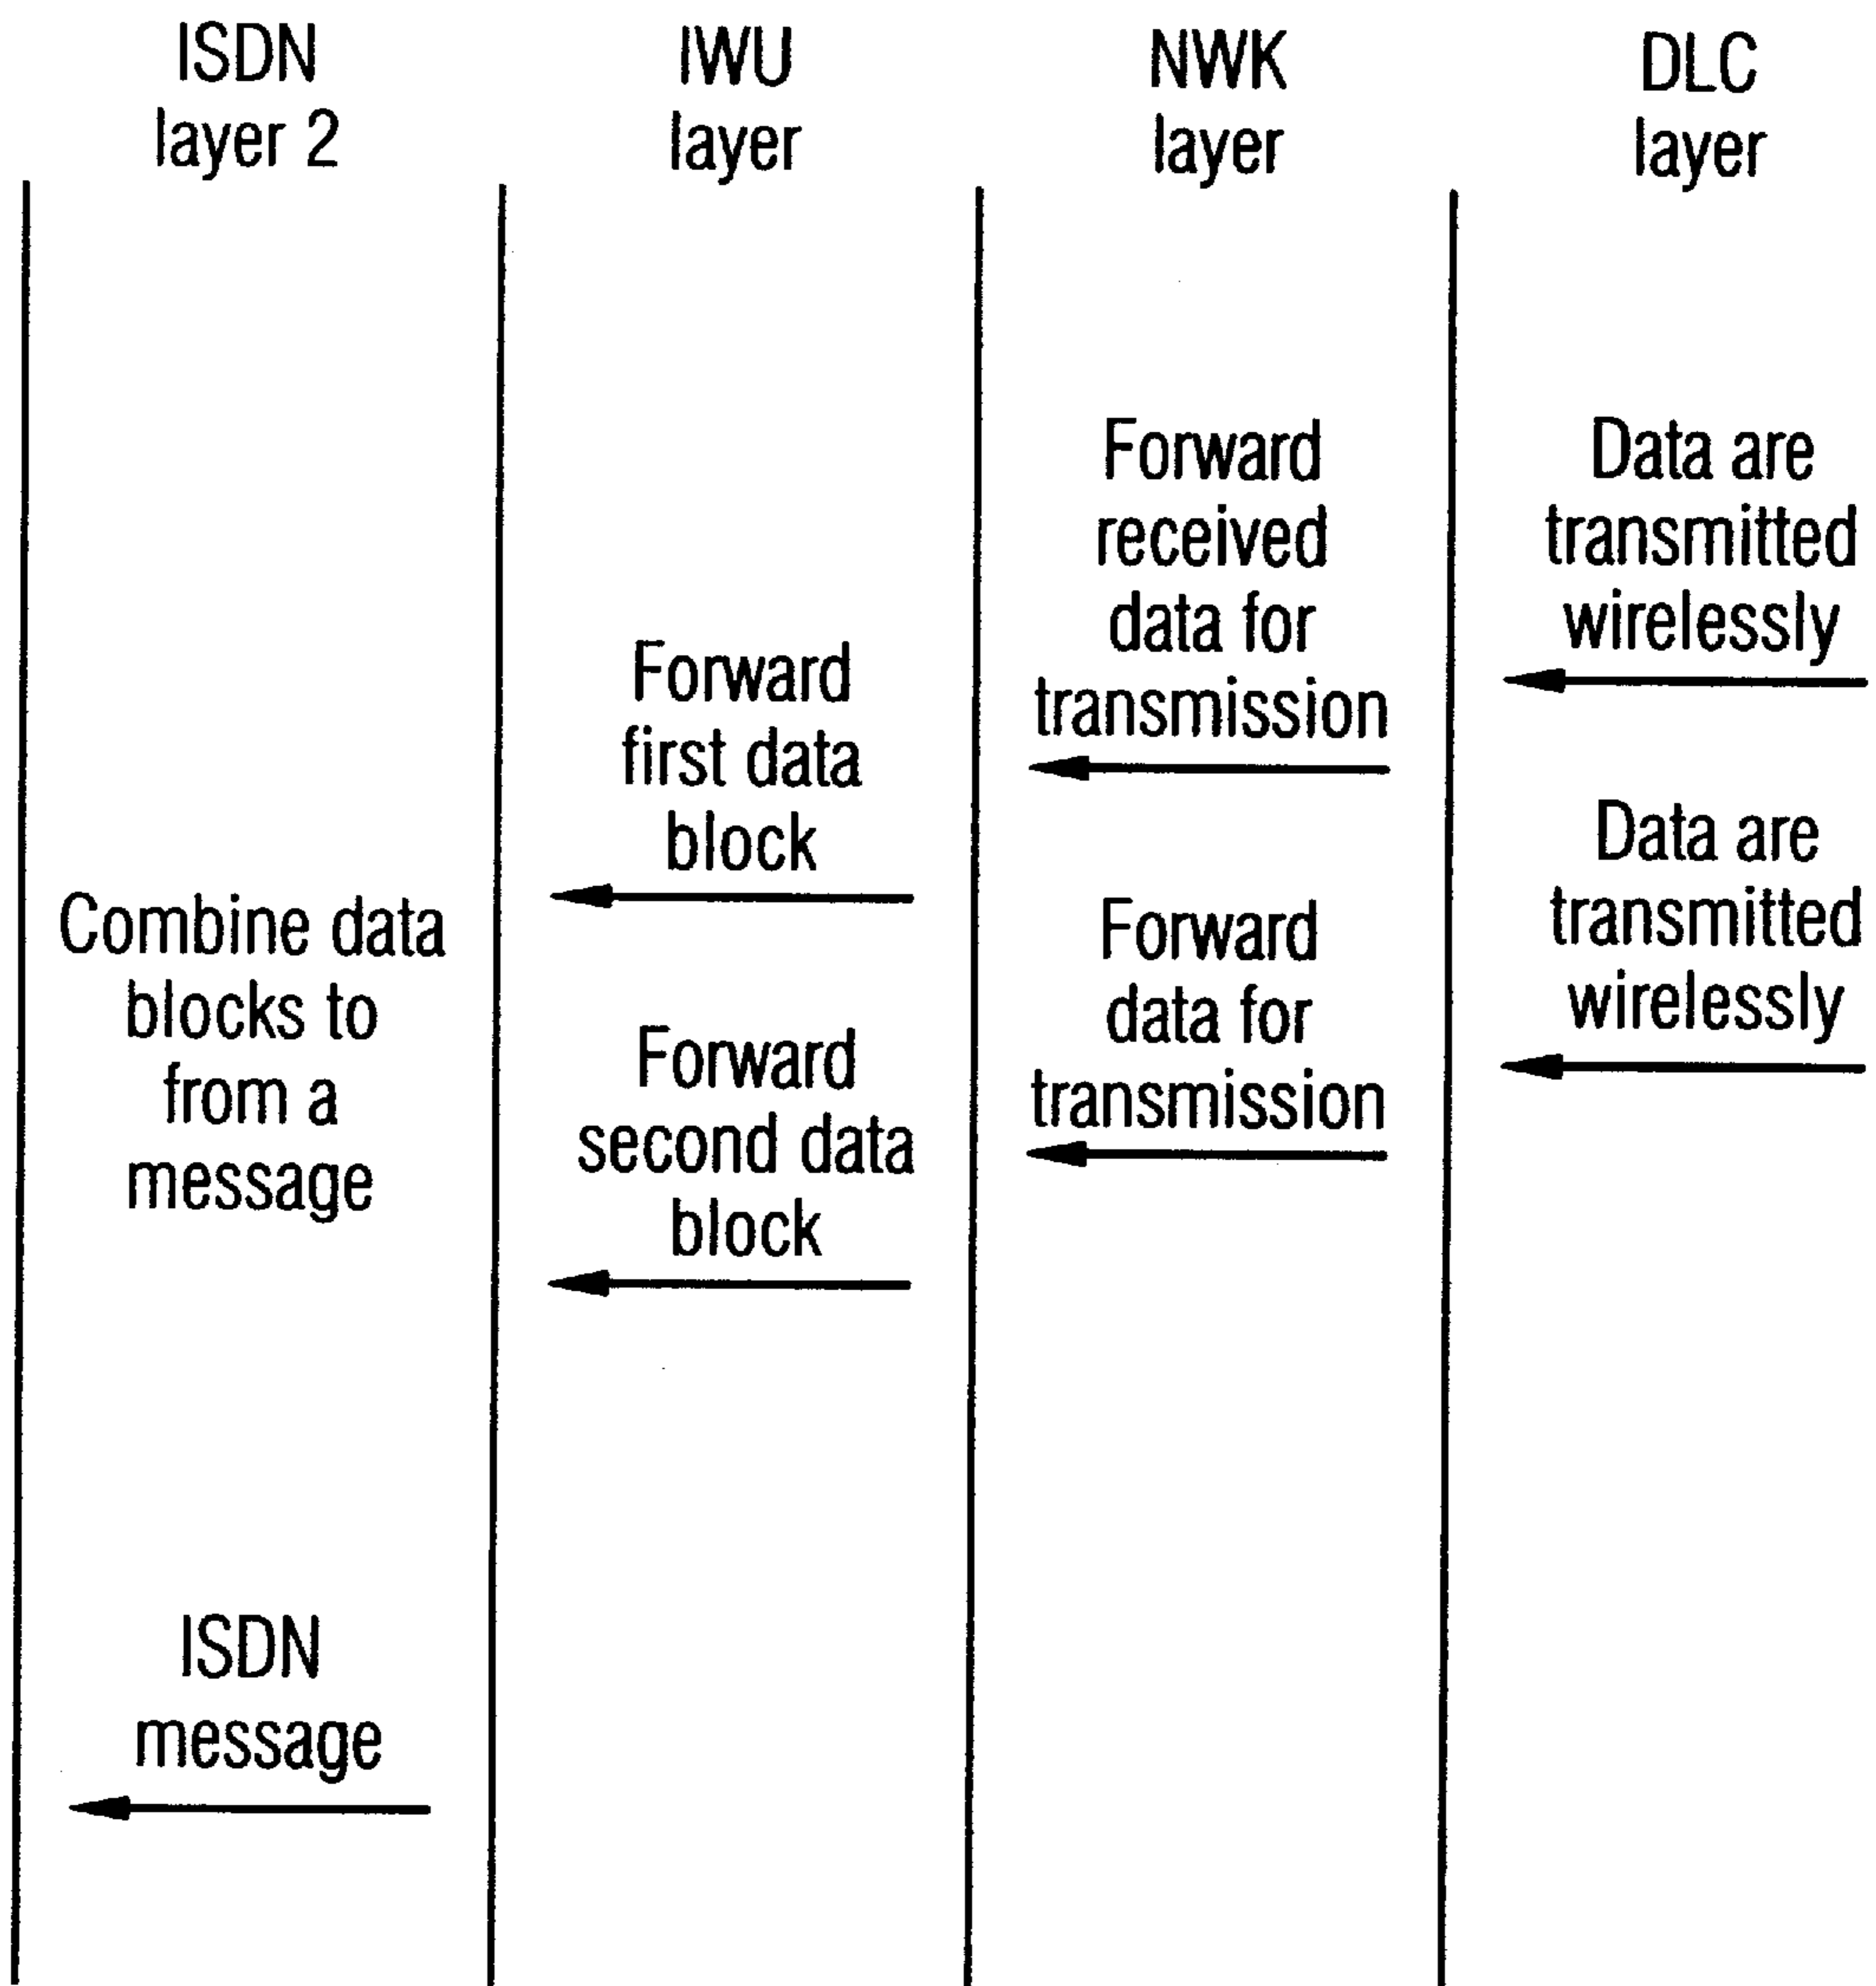 ISDN
layer 2
IWU
layer
NWK
layer
DLC
layer
Data are
transmitted
wirelessly
Forward
received
data for
transmission
Forward
first data
block
Data are
transmitted
wirelessly
Forward
data for
transmission
Forward
second data
block
Combine data
blocks to
from a
message
ISDN
message